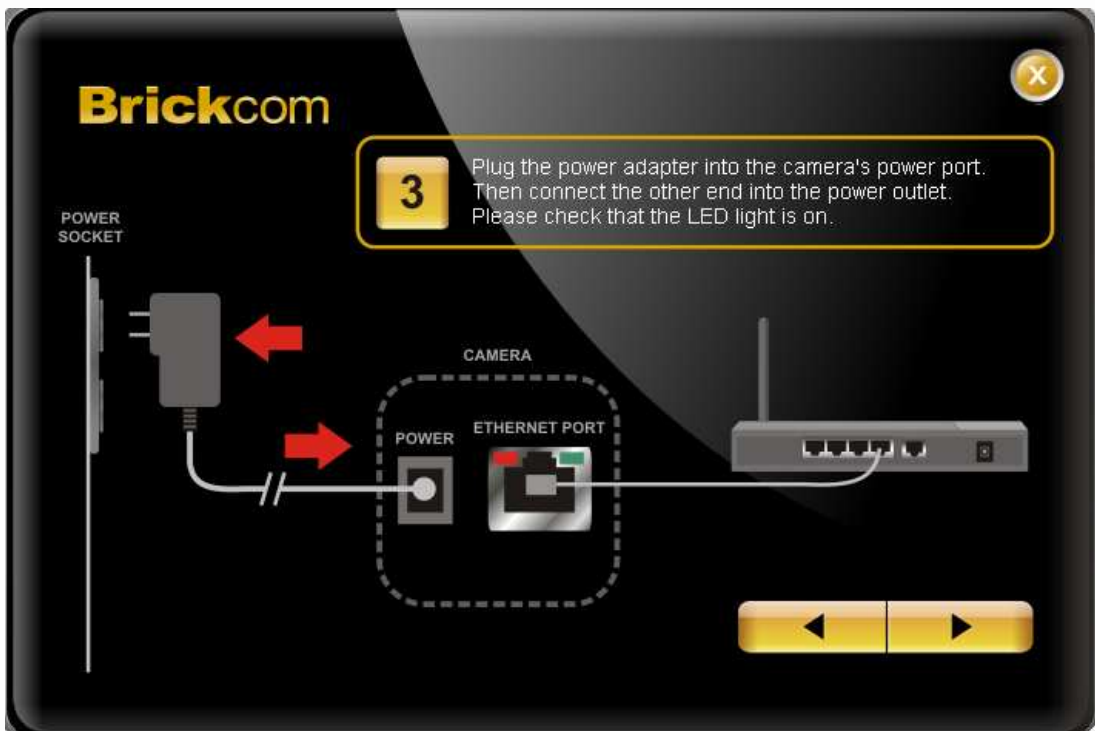 Brickcom
X
3
Plug the power adapter into the camera's power port.
Then connect the other end into the power outlet.
Please check that the LED light is on.
POWER
SOCKET
CAMERA
POWER
ETHERNET PORT